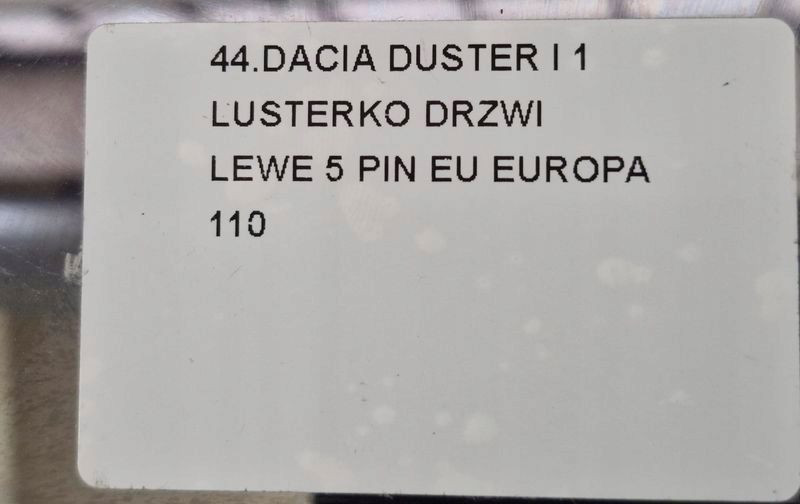 44.DACIA DUSTER I 1
LUSTERKO DRZWI
LEWE 5 PIN EU EUROPA
110